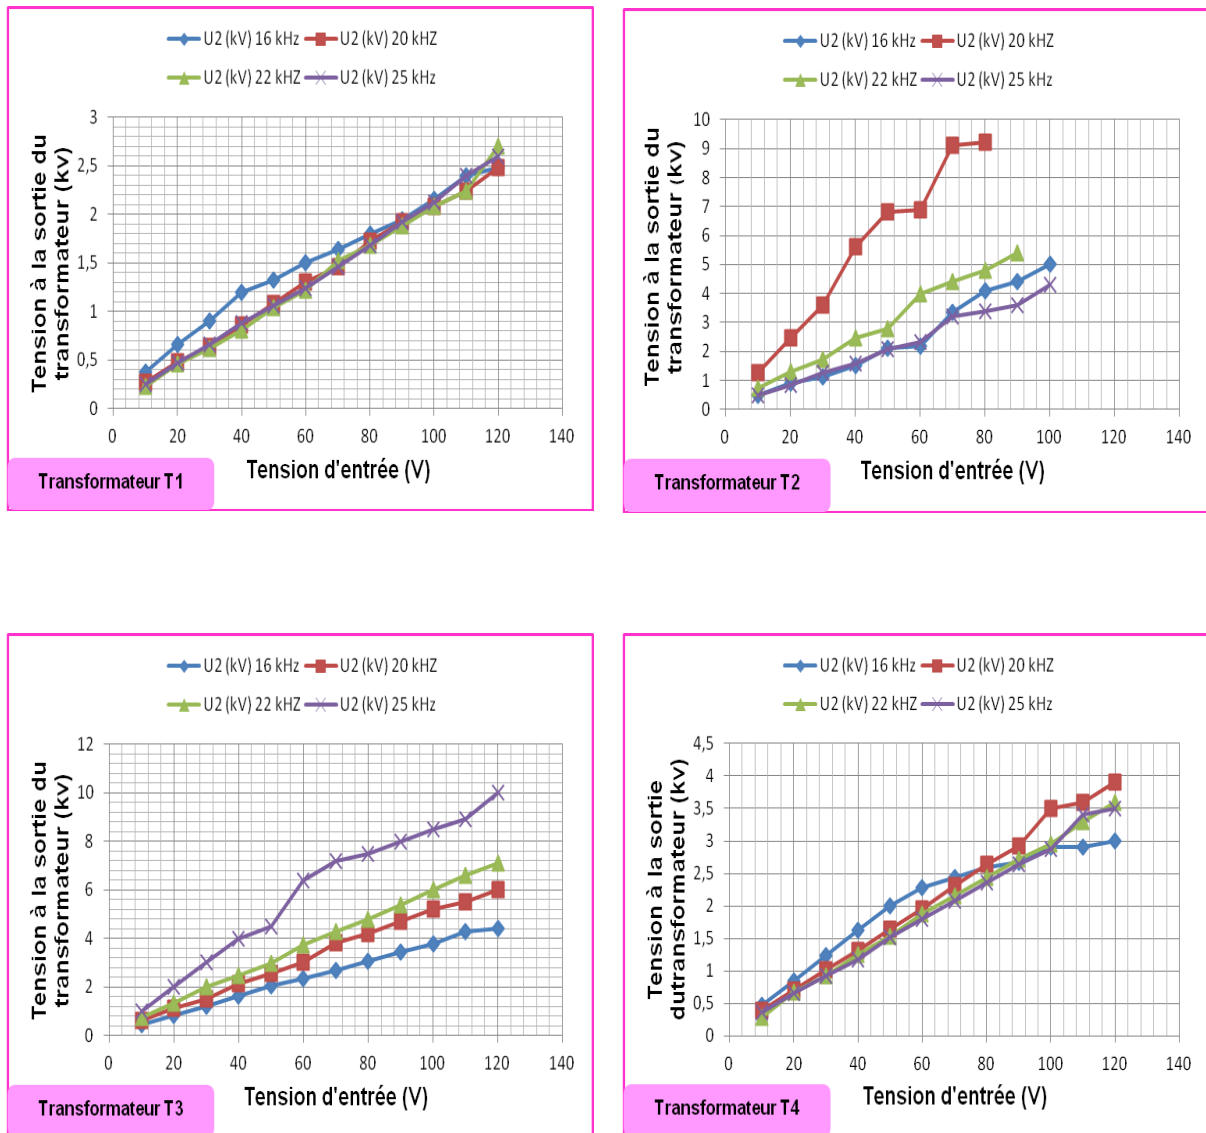 U2 (kV) 16 kHz U2 (kV) 20 kHZ
U2 (kV) 22 kHZ U2 (kV) 25 kHz
Tension à la sortie du
transformateur (kv)
3
2,5
2
1,5
1
0,5
0
0 20 40 60 80 100 120 140
Tension d'entrée (V)
Transformateur T1
U2 (kV) 16 kHz U2 (kV) 20 kHZ
U2 (kV) 22 kHZ U2 (kV) 25 kHz
Tension à la sortie du
transformateur (kv)
10
9
8
7
6
5
4
3
2
1
0
0 20 40 60 80 100 120 140
Tension d'entrée (V)
Transformateur T2
U2 (kV) 16 kHz U2 (kV) 20 kHZ
U2 (kV) 22 kHZ U2 (kV) 25 kHz
Tension à la sortie du
transformateur (kv)
12
10
8
6
4
2
0
0 20 40 60 80 100 120 140
Tension d'entrée (V)
Transformateur T3
U2 (kV) 16 kHz U2 (kV) 20 kHZ
U2 (kV) 22 kHZ U2 (kV) 25 kHz
Tension à la sortie
dutransformateur (kv)
4,5
4
3,5
3
2,5
2
1,5
1
0,5
0
0 20 40 60 80 100 120 140 160 180
Tension d'entrée (V)
Transformateur T4